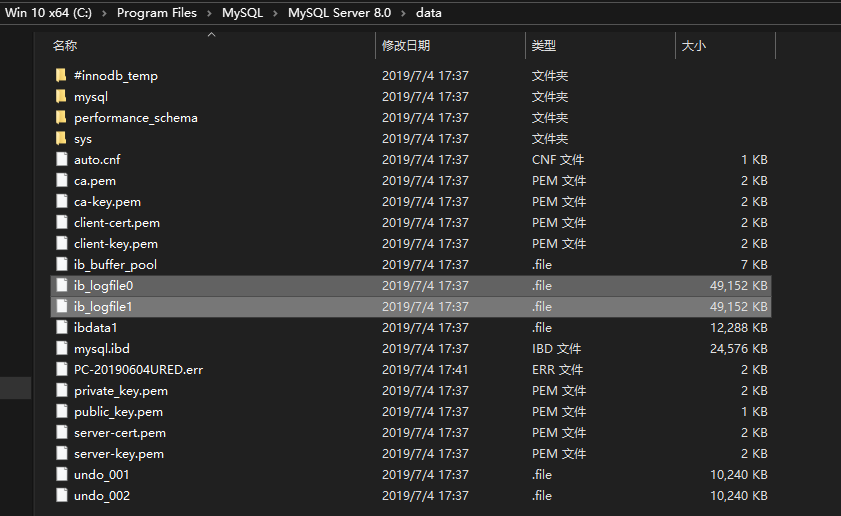 Win 10 x64 (C:) › Program Files › MySQL › MySQL Server 8.0 › data
名称 修改日期 类型 大小
#innodb_temp 2019/7/4 17:37 文件夹
mysql 2019/7/4 17:37 文件夹
performance_schema 2019/7/4 17:37 文件夹
sys 2019/7/4 17:37 文件夹
auto.cnf 2019/7/4 17:37 CNF 文件 1 KB
ca.pem 2019/7/4 17:37 PEM 文件 2 KB
ca-key.pem 2019/7/4 17:37 PEM 文件 2 KB
client-cert.pem 2019/7/4 17:37 PEM 文件 2 KB
client-key.pem 2019/7/4 17:37 PEM 文件 2 KB
ib_buffer_pool 2019/7/4 17:37 .file 7 KB
ib_logfile0 2019/7/4 17:37 .file 49,152 KB
ib_logfile1 2019/7/4 17:37 .file 49,152 KB
ibdata1 2019/7/4 17:37 .file 12,288 KB
mysql.ibd 2019/7/4 17:37 IBD 文件 24,576 KB
PC-20190604URED.err 2019/7/4 17:41 ERR 文件 2 KB
private_key.pem 2019/7/4 17:37 PEM 文件 2 KB
public_key.pem 2019/7/4 17:37 PEM 文件 1 KB
server-cert.pem 2019/7/4 17:37 PEM 文件 2 KB
server-key.pem 2019/7/4 17:37 PEM 文件 2 KB
undo_001 2019/7/4 17:37 .file 10,240 KB
undo_002 2019/7/4 17:37 .file 10,240 KB